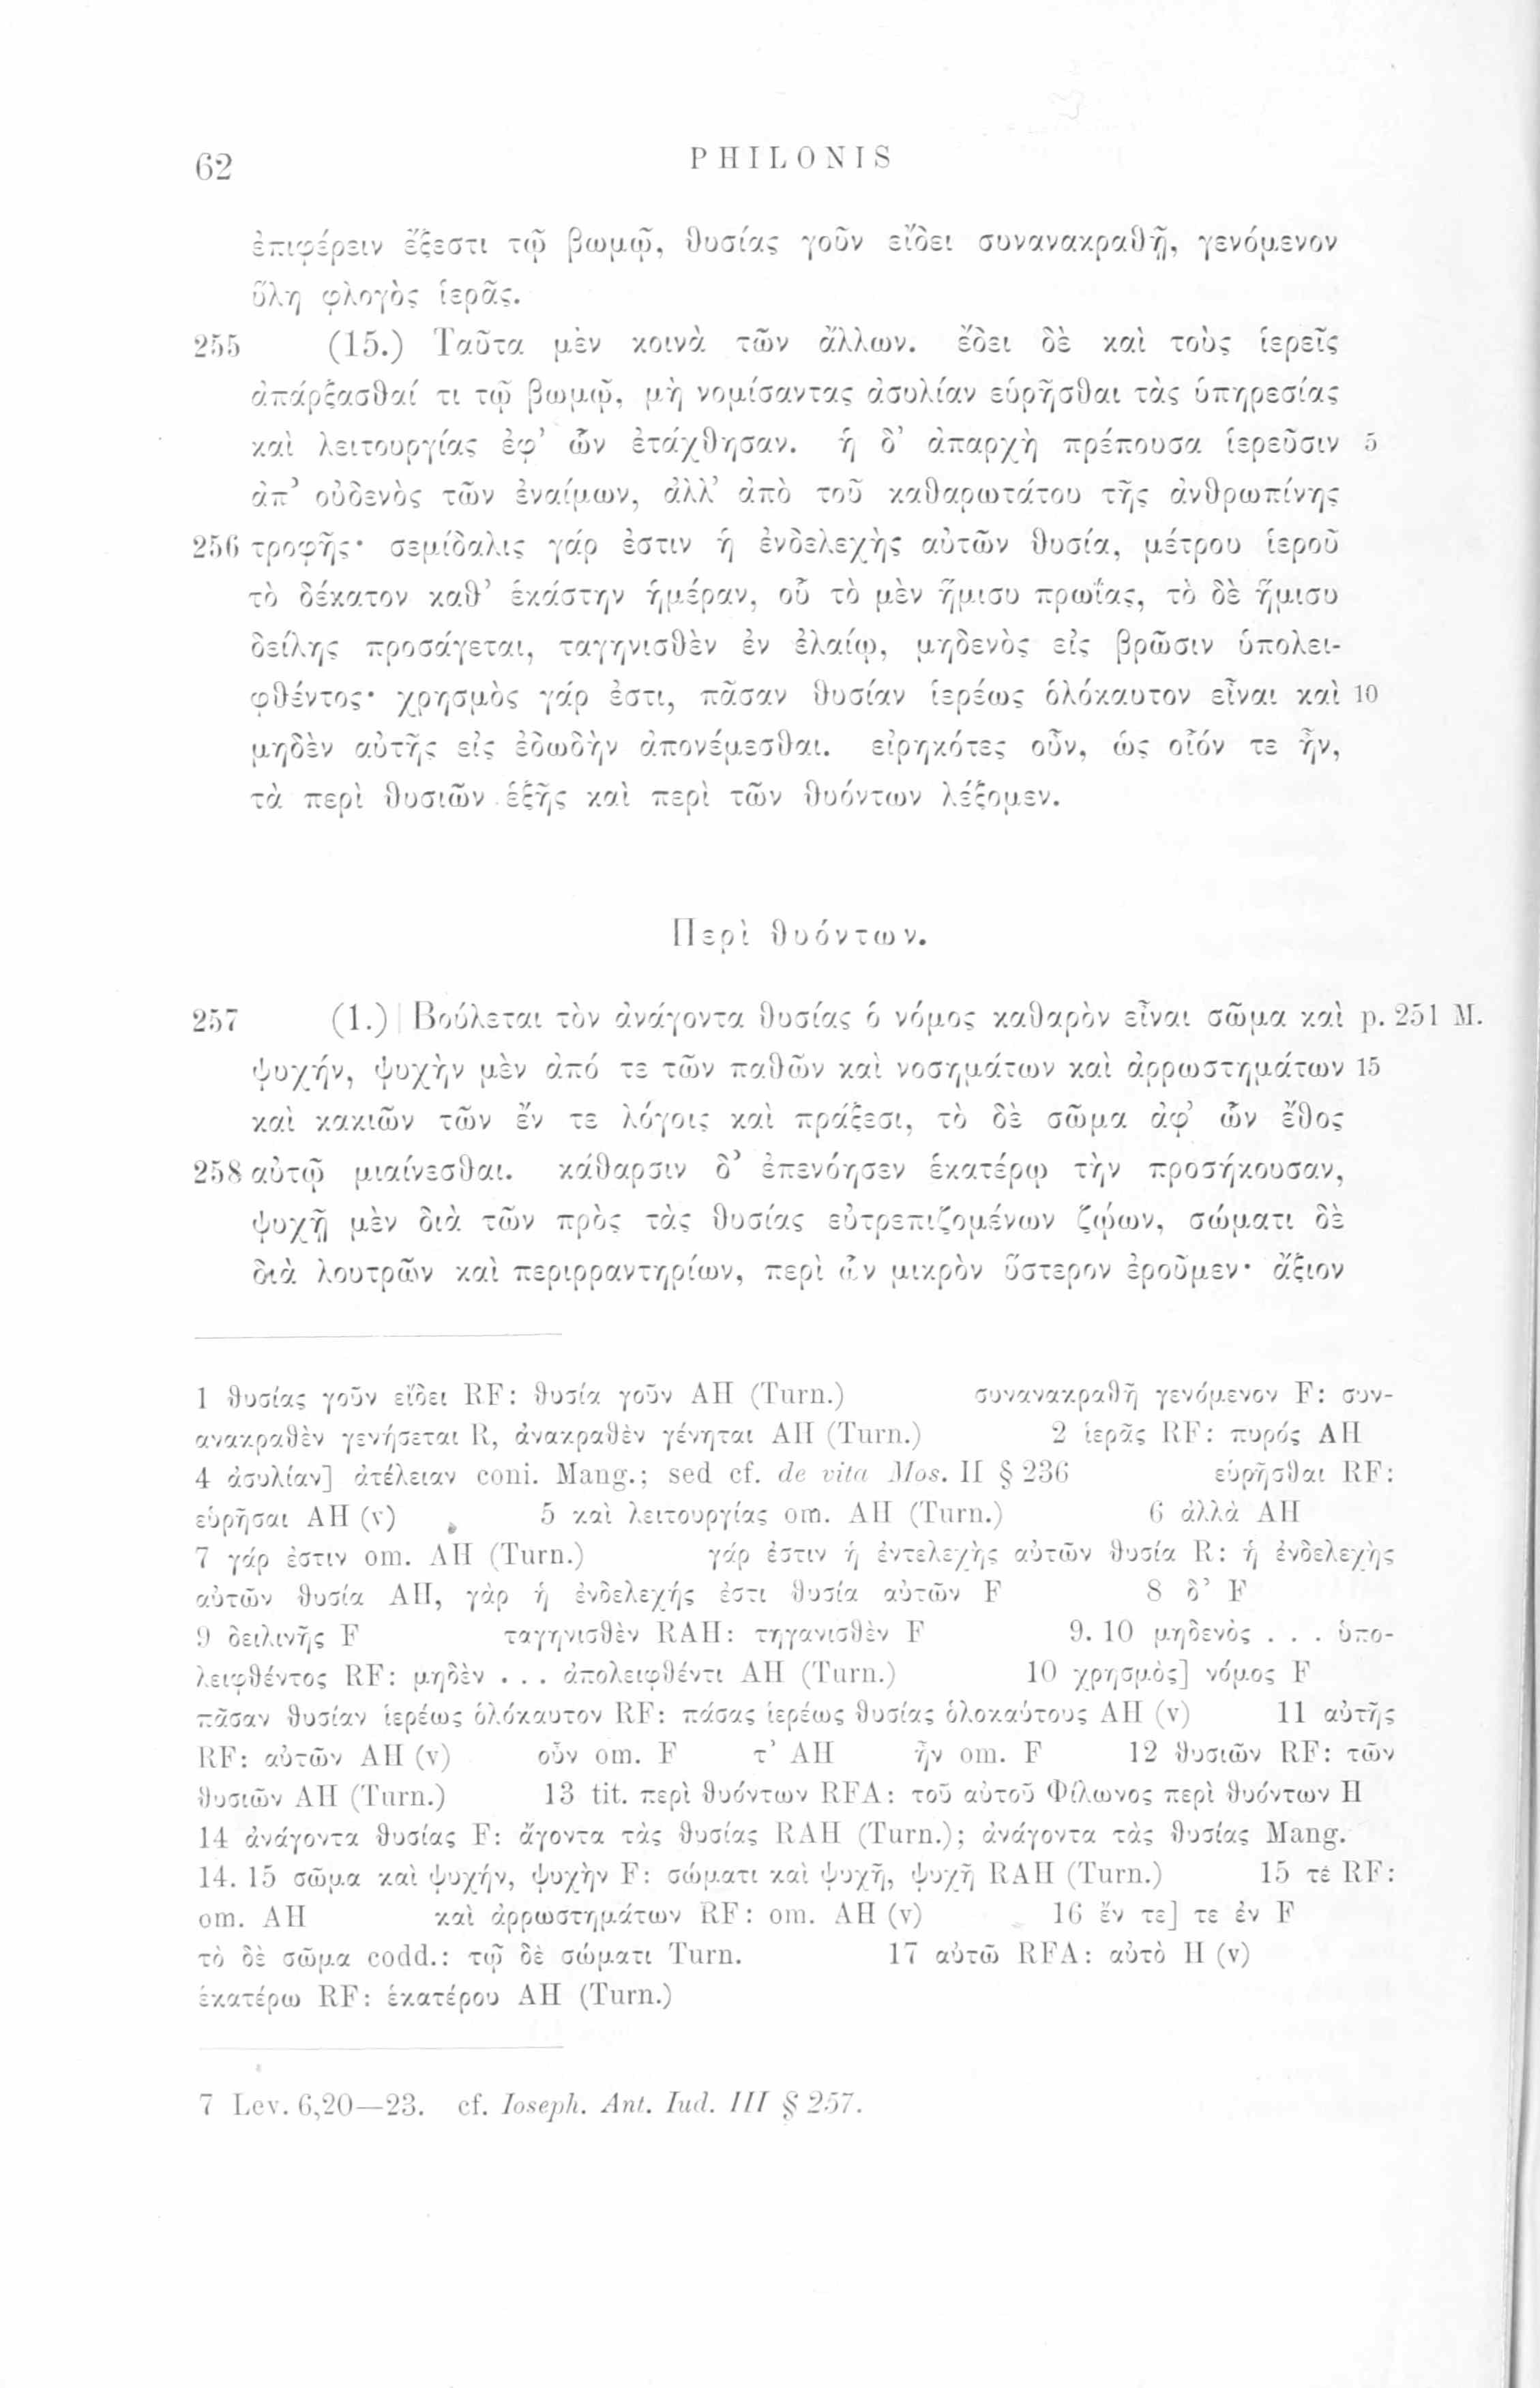 62 PHILONIS
ἐπιφέρειν ἔξεστι τῷ βωμῷ, θυσίας γοῦν εἴδει συνανακραθῇ, γενόμενον
ὕλη φλογὸς ἱερᾶς.
255 (15.) Ταῦτα μὲν κοινὰ τῶν ἄλλων. ἔδει δὲ καὶ τοὺς ἱερεῖς
ἀπάρξασθαί τι τῷ βωμῷ, μὴ νομίσαντας ἀσυλίαν εὑρῆσθαι τὰς ὑπηρεσίας
καὶ λειτουργίας ἐφ’ ὧν ἐτάχθησαν. ἡ δ’ ἀπαρχὴ πρέπουσα ἱερεῦσιν 5
ἀπ’ οὐδενὸς τῶν ἐναίμων, ἀλλ’ ἀπὸ τοῦ καθαρωτάτου τῆς ἀνθρωπίνης
256 τροφῆς· σεμίδαλις γάρ ἐστιν ἡ ἐνδελεχὴς αὐτῶν θυσία, μέτρου ἱεροῦ
τὸ δέκατον καθ’ ἑκάστην ἡμέραν, οὗ τὸ μὲν ἥμισυ πρωΐας, τὸ δὲ ἥμισυ
δείλης προσάγεται, ταγηνισθὲν ἐν ἐλαίῳ, μηδενὸς εἰς βρῶσιν ὑπολει-
φθέντος· χρησμὸς γάρ ἐστι, πᾶσαν θυσίαν ἱερέως ὁλόκαυτον εἶναι καὶ 10
μηδὲν αὐτῆς εἰς ἐδωδὴν ἀπονέμεσθαι. εἰρηκότες οὖν, ὡς οἷόν τε ἦν,
τὰ περὶ θυσιῶν ἑξῆς καὶ περὶ τῶν θυόντων λέξομεν.
Περὶ θυόντων.
257 (1.) Βούλεται τὸν ἀνάγοντα θυσίας ὁ νόμος καθαρὸν εἶναι σῶμα καὶ p. 251 M.
ψυχήν, ψυχὴν μὲν ἀπό τε τῶν παθῶν καὶ νοσημάτων καὶ ἀρρωστημάτων 15
καὶ κακιῶν τῶν ἔν τε λόγοις καὶ πράξεσι, τὸ δὲ σῶμα ἀφ’ ὧν ἔθος
258 αὐτῷ μιαίνεσθαι. κάθαρσιν δ’ ἐπενόησεν ἑκατέρῳ τὴν προσήκουσαν,
ψυχῇ μὲν διὰ τῶν πρὸς τὰς θυσίας εὐτρεπιζομένων ζῴων, σώματι δὲ
διὰ λουτρῶν καὶ περιρραντηρίων, περὶ ὧν μικρὸν ὕστερον ἐροῦμεν· ἄξιον
1 θυσίας γοῦν εἴδει RF: θυσία γοῦν AH (Turn.) συνανακραθῇ γενόμενον F: συν-
ανακραθὲν γενήσεται R, ἀνακραθὲν γένηται AH (Turn.) 2 ἱερᾶς RF: πυρός AH
4 ἀσυλίαν] ἀτέλειαν coni. Mang.; sed cf. de vita Mos. II § 236 εὑρῆσθαι RF:
εὑρῆσαι AH (v) 5 καὶ λειτουργίας om. AH (Turn.) 6 ἀλλὰ AH
7 γάρ ἐστιν om. AH (Turn.) γάρ ἐστιν ἡ ἐντελεχὴς αὐτῶν θυσία R: ἡ ἐνδελεχὴς
αὐτῶν θυσία AH, γὰρ ἡ ἐνδελεχής ἐστι θυσία αὐτῶν F 8 δ’ F
9 δειλινῆς F ταγηνισθὲν RAH: τηγανισθὲν F 9. 10 μηδενὸς . . . ὑπο-
λειφθέντος RF: μηδὲν . . . ἀπολειφθέντι AH (Turn.) 10 χρησμὸς] νόμος F
πᾶσαν θυσίαν ἱερέως ὁλόκαυτον RF: πάσας ἱερέως θυσίας ὁλοκαύτους AH (v) 11 αὐτῆς
RF: αὐτῶν AH (v) οὖν om. F τ’ AH ἦν om. F 12 θυσιῶν RF: τῶν
θυσιῶν AH (Turn.) 13 tit. περὶ θυόντων RFA: τοῦ αὐτοῦ Φίλωνος περὶ θυόντων H
14 ἀνάγοντα θυσίας F: ἄγοντα τὰς θυσίας RAH (Turn.); ἀνάγοντα τὰς θυσίας Mang.
14. 15 σῶμα καὶ ψυχήν, ψυχὴν F: σώματι καὶ ψυχῇ, ψυχῇ RAH (Turn.) 15 τέ RF:
om. AH καὶ ἀρρωστημάτων RF: om. AH (v) 16 ἔν τε] τε ἐν F
τὸ δὲ σῶμα codd.: τῷ δὲ σώματι Turn. 17 αὐτῶ RFA: αὐτὸ H (v)
ἑκατέρω RF: ἑκατέρου AH (Turn.)
7 Lev. 6,20—23. cf. Ioseph. Ant. Iud. III § 257.